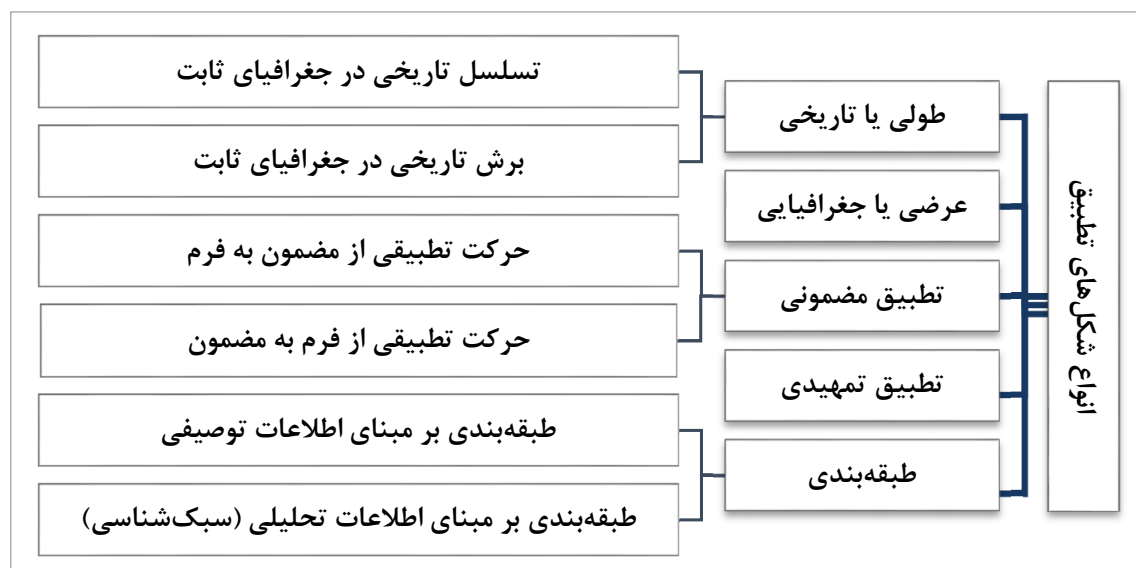 انواع شکل‌های تطبیق
طولی یا تاریخی
تسلسل تاریخی در جغرافیای ثابت
برش تاریخی در جغرافیای ثابت
عرضی یا جغرافیایی
تطبیق مضمونی
حرکت تطبیقی از مضمون به فرم
حرکت تطبیقی از فرم به مضمون
تطبیق تمهیدی
طبقه‌بندی
طبقه‌بندی بر مبنای اطلاعات توصیفی
طبقه‌بندی بر مبنای اطلاعات تحلیلی (سبک‌شناسی)